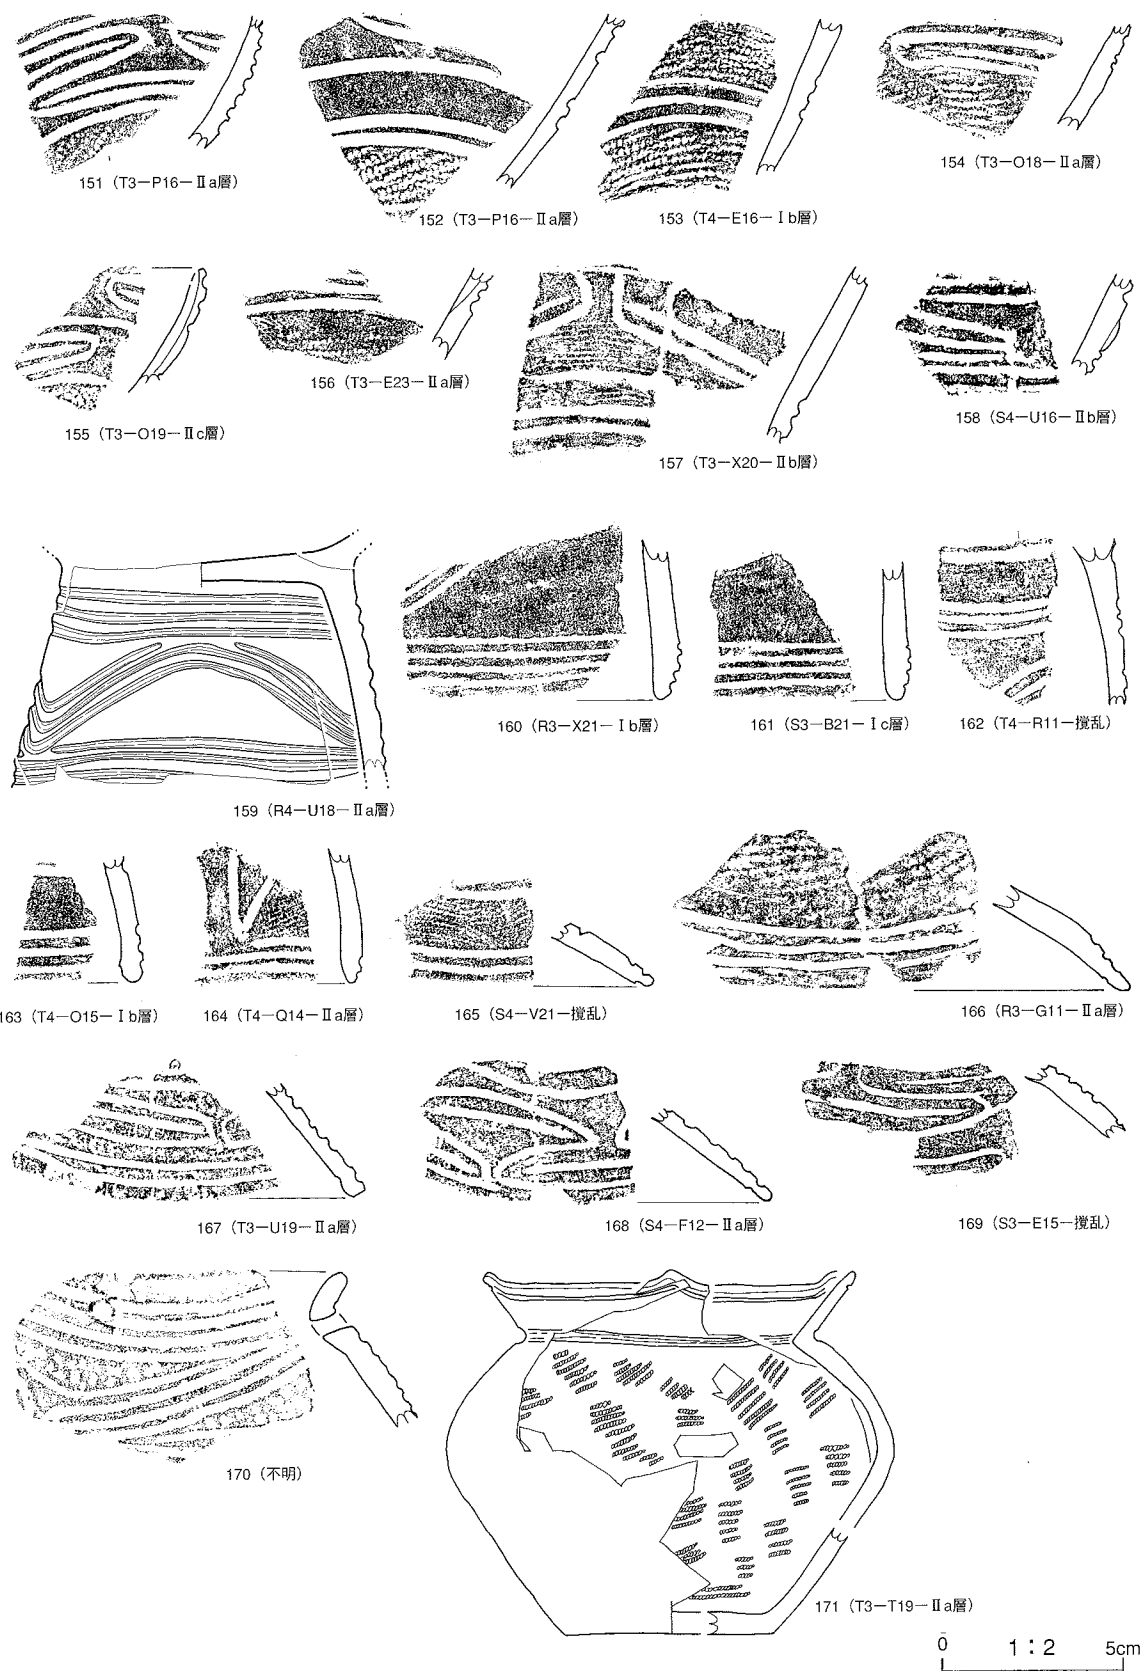 151（T3－P16－Ⅱa層）
152（T3－P16－Ⅱa層）
153（T4－E16－Ⅰb層）
154（T3－O18－Ⅱa層）
155（T3－O19－Ⅱc層）
156（T3－E23－Ⅱa層）
157（T3－X20－Ⅱb層）
158（S4－U16－Ⅱb層）
159（R4－U18－Ⅱa層）
160（R3－X21－Ⅰb層）
161（S3－B21－Ⅰc層）
162（T4－R11－撹乱）
163（T4－O15－Ⅰb層）
164（T4－Q14－Ⅱa層）
165（S4－V21－撹乱）
166（R3－G11－Ⅱa層）
167（T3－U19－Ⅱa層）
168（S4－F12－Ⅱa層）
169（S3－E15－撹乱）
170（不明）
171（T3－T19－Ⅱa層）
0 1：2 5cm